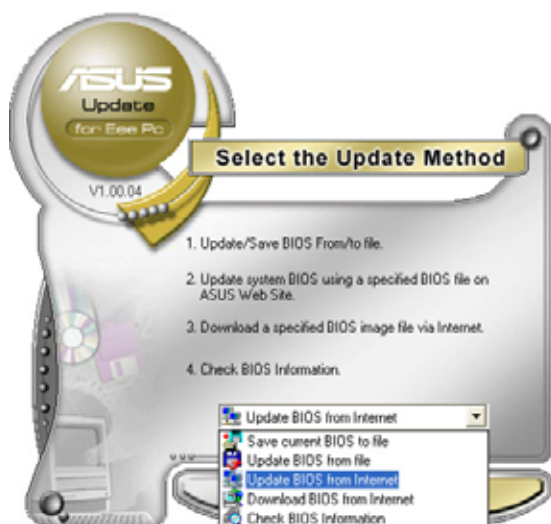 ASUS
Update
for Eee Pc
V1.00.04
Select the Update Method
1. Update/Save BIOS From/to file.
2. Update system BIOS using a specified BIOS file on
ASUS Web Site.
3. Download a specified BIOS image file via Internet.
4. Check BIOS Information.
Update BIOS from Internet
Save current BIOS to file
Update BIOS from file
Update BIOS from Internet
Download BIOS from Internet
Check BIOS Information